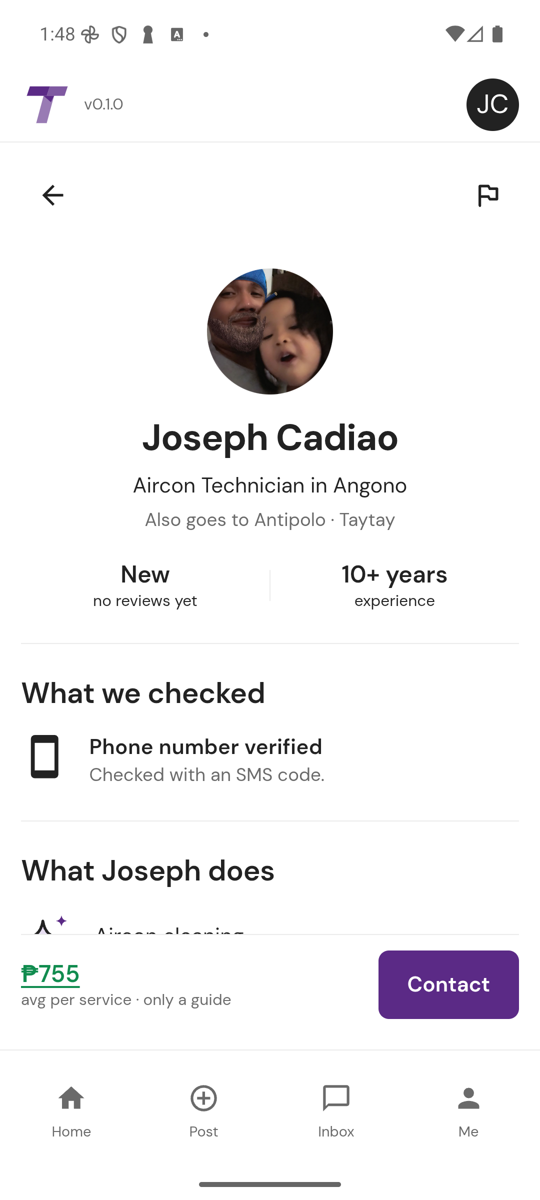 1:48
v0.1.0
JC
Joseph Cadiao
Aircon Technician in Angono
Also goes to Antipolo · Taytay
New
no reviews yet
10+ years
experience
What we checked
Phone number verified
Checked with an SMS code.
What Joseph does
Aircon cleaning
₱755
avg per service · only a guide
Contact
Home
Post
Inbox
Me